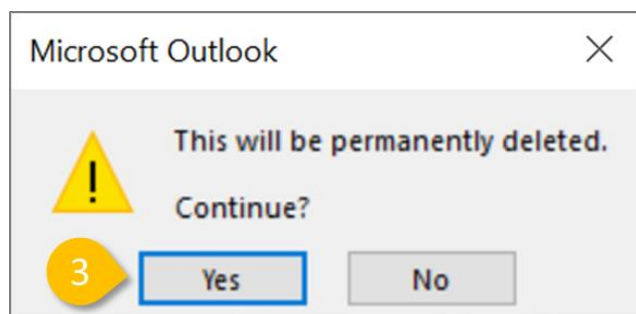 Microsoft Outlook
This will be permanently deleted.
Continue?
3
Yes No